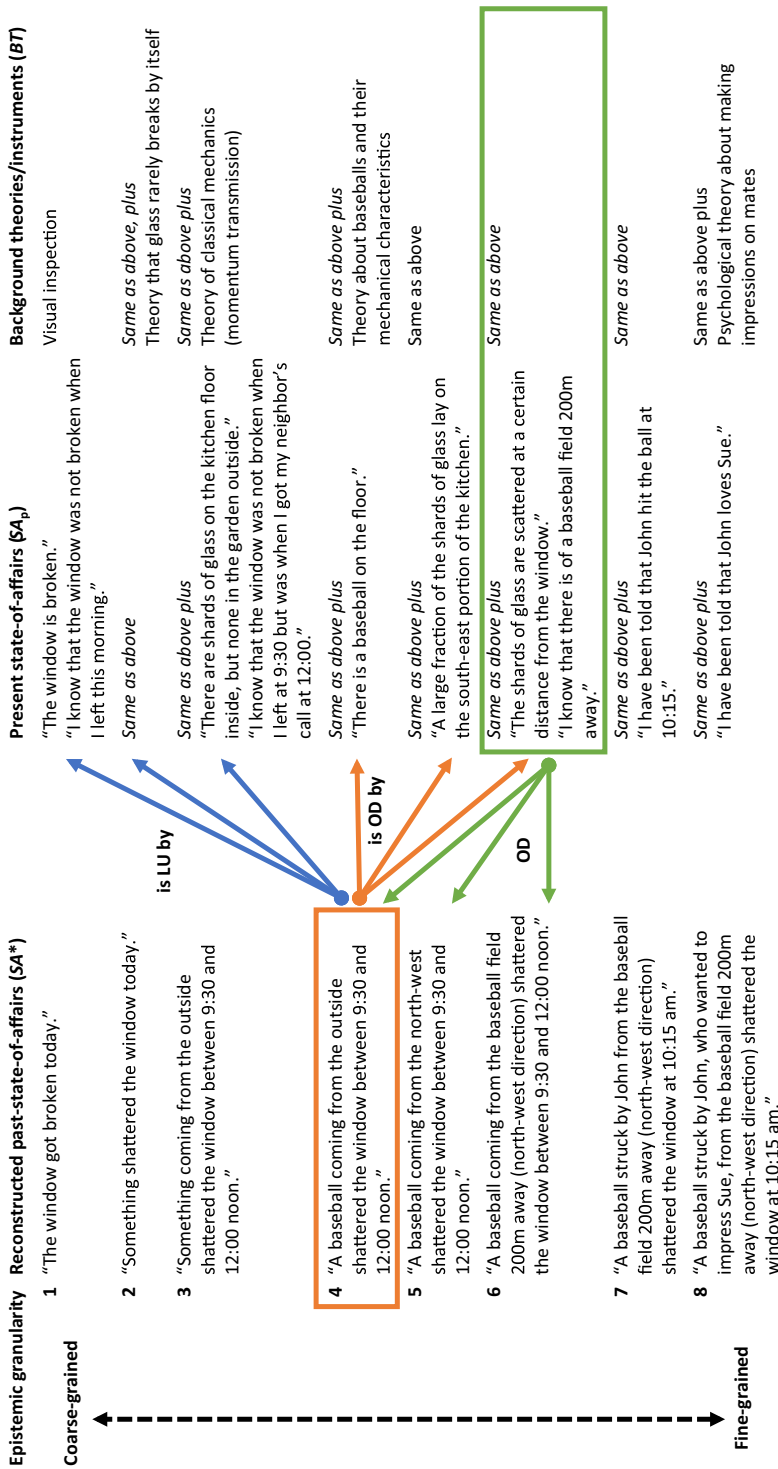 Epistemic granularity
Reconstructed past-state-of-affairs (SA*)
Present state-of-affairs (SAp)
Background theories/instruments (BT)
Coarse-grained
1
“The window got broken today.”
“The window is broken.”
“I know that the window was not broken when
I left this morning.”
Visual inspection
2
“Something shattered the window today.”
Same as above
Same as above, plus
Theory that glass rarely breaks by itself
3
“Something coming from the outside
shattered the window between 9:30 and
12:00 noon.”
Same as above plus
“There are shards of glass on the kitchen floor
inside, but none in the garden outside.”
“I know that the window was not broken when
I left at 9:30 but was when I got my neighbor’s
call at 12:00.”
Same as above plus
Theory of classical mechanics
(momentum transmission)
is LU by
4
“A baseball coming from the outside
shattered the window between 9:30 and
12:00 noon.”
is OD by
Same as above plus
“There is a baseball on the floor.”
Same as above plus
Theory about baseballs and their
mechanical characteristics
5
“A baseball coming from the north-west
shattered the window between 9:30 and
12:00 noon.”
Same as above plus
“A large fraction of the shards of glass lay on
the south-east portion of the kitchen.”
Same as above
6
“A baseball coming from the baseball field
200m away (north-west direction) shattered
the window between 9:30 and 12:00 noon.”
OD
Same as above plus
“The shards of glass are scattered at a certain
distance from the window.”
“I know that there is of a baseball field 200m
away.”
Same as above
7
“A baseball struck by John from the baseball
field 200m away (north-west direction)
shattered the window at 10:15 am.”
Same as above plus
“I have been told that John hit the ball at
10:15.”
Same as above
8
“A baseball struck by John, who wanted to
impress Sue, from the baseball field 200m
away (north-west direction) shattered the
window at 10:15 am.”
Same as above plus
“I have been told that John loves Sue.”
Same as above plus
Psychological theory about making
impressions on mates
Fine-grained